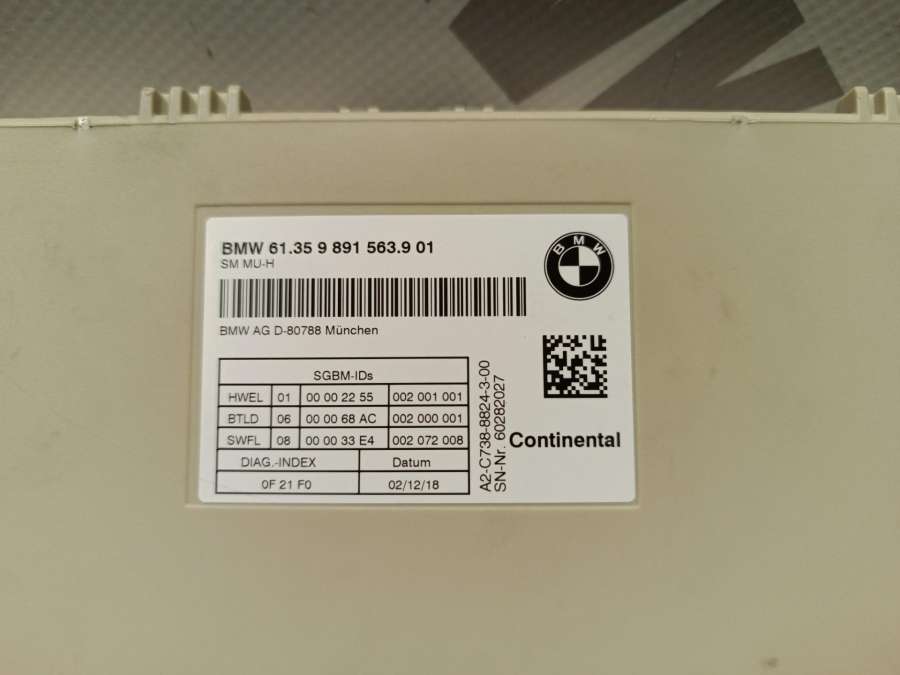 BMW 61.35 9 891 563.9 01
SM MU-H
BMW
BMW AG D-80788 München
SGBM-IDs
HWEL 01 00 00 22 55 002 001 001
BTLD 06 00 00 68 AC 002 000 001
SWFL 08 00 00 33 E4 002 072 008
DIAG.-INDEX Datum
0F 21 F0 02/12/18
A2-C738-8824-3-00
SN-Nr. 60282027
Continental